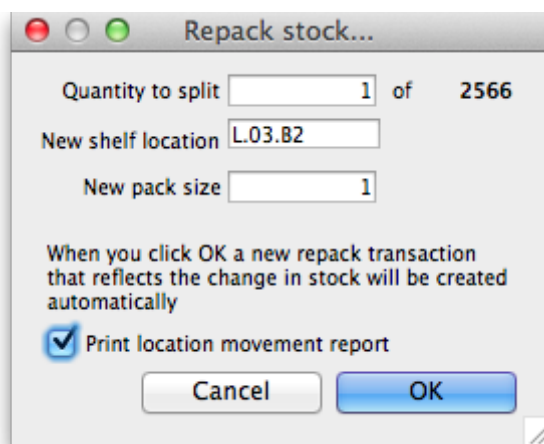 Repack stock...
Quantity to split 1 of 2566
New shelf location L.03.B2
New pack size 1
When you click OK a new repack transaction
that reflects the change in stock will be created
automatically
Print location movement report
Cancel OK